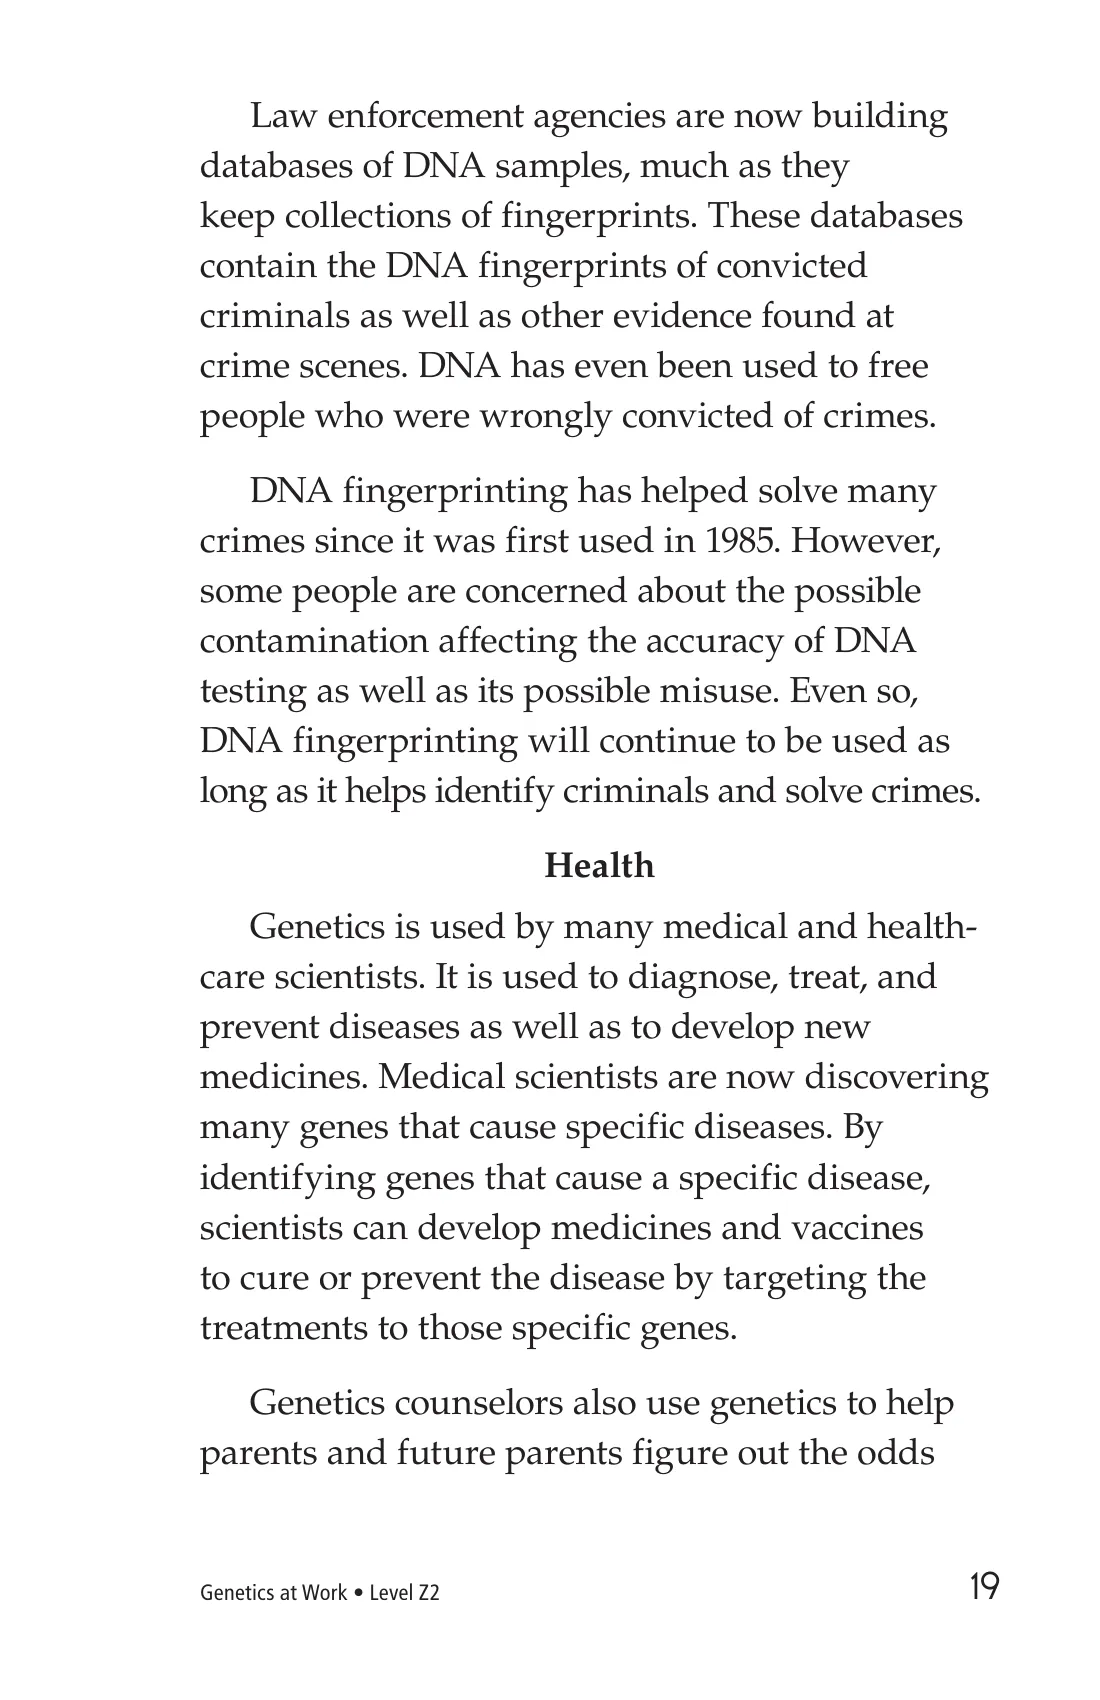 Law enforcement agencies are now building
databases of DNA samples, much as they
keep collections of fingerprints. These databases
contain the DNA fingerprints of convicted
criminals as well as other evidence found at
crime scenes. DNA has even been used to free
people who were wrongly convicted of crimes.
DNA fingerprinting has helped solve many
crimes since it was first used in 1985. However,
some people are concerned about the possible
contamination affecting the accuracy of DNA
testing as well as its possible misuse. Even so,
DNA fingerprinting will continue to be used as
long as it helps identify criminals and solve crimes.
Health
Genetics is used by many medical and health-
care scientists. It is used to diagnose, treat, and
prevent diseases as well as to develop new
medicines. Medical scientists are now discovering
many genes that cause specific diseases. By
identifying genes that cause a specific disease,
scientists can develop medicines and vaccines
to cure or prevent the disease by targeting the
treatments to those specific genes.
Genetics counselors also use genetics to help
parents and future parents figure out the odds
Genetics at Work • Level Z2
19